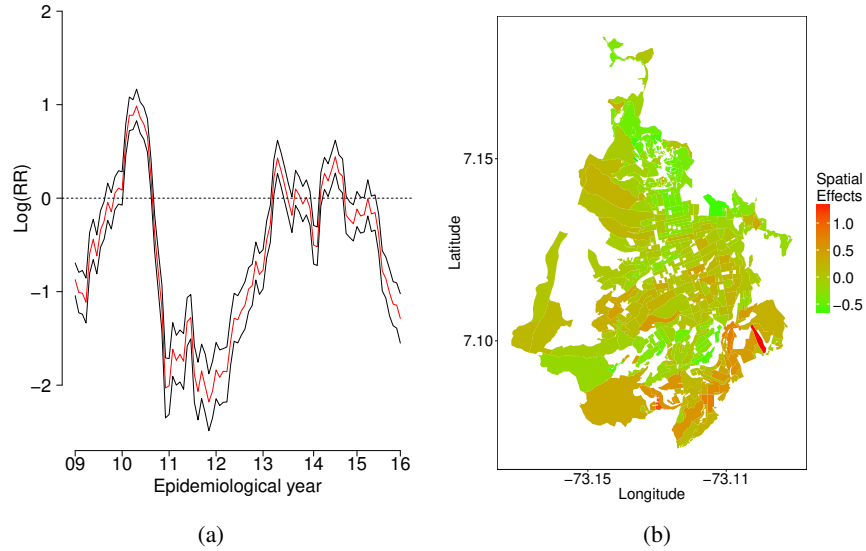 2
1
0
−1
−2
Log(RR)
09 10 11 12 13 14 15 16
Epidemiological year
(a)
7.15
7.10
Latitude
−73.15 −73.11
Longitude
Spatial
Effects
1.0
0.5
0.0
−0.5
(b)